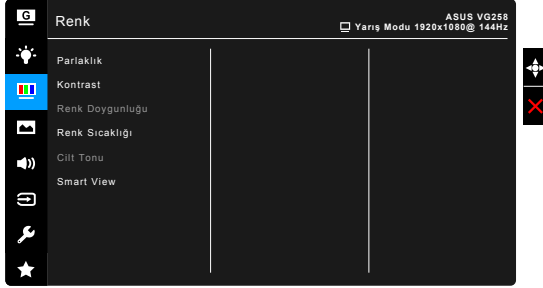 G
Renk
ASUS VG258
Yarış Modu 1920x1080@ 144Hz
Parlaklık
Kontrast
Renk Doygunluğu
Renk Sıcaklığı
Cilt Tonu
Smart View